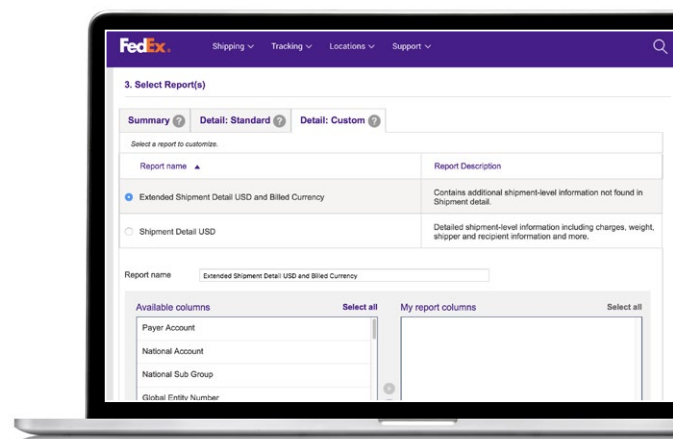 FedEx.
Shipping Tracking Locations Support
3. Select Report(s)
Summary ? Detail: Standard ? Detail: Custom ?
Select a report to customize.
Report name ▲ Report Description
Extended Shipment Detail USD and Billed Currency
Contains additional shipment-level information not found in
Shipment detail.
Shipment Detail USD
Detailed shipment-level information including charges, weight,
shipper and recipient information and more.
Report name Extended Shipment Detail USD and Billed Currency
Available columns Select all My report columns Select all
Payer Account
National Account
National Sub Group
Global Entity Number